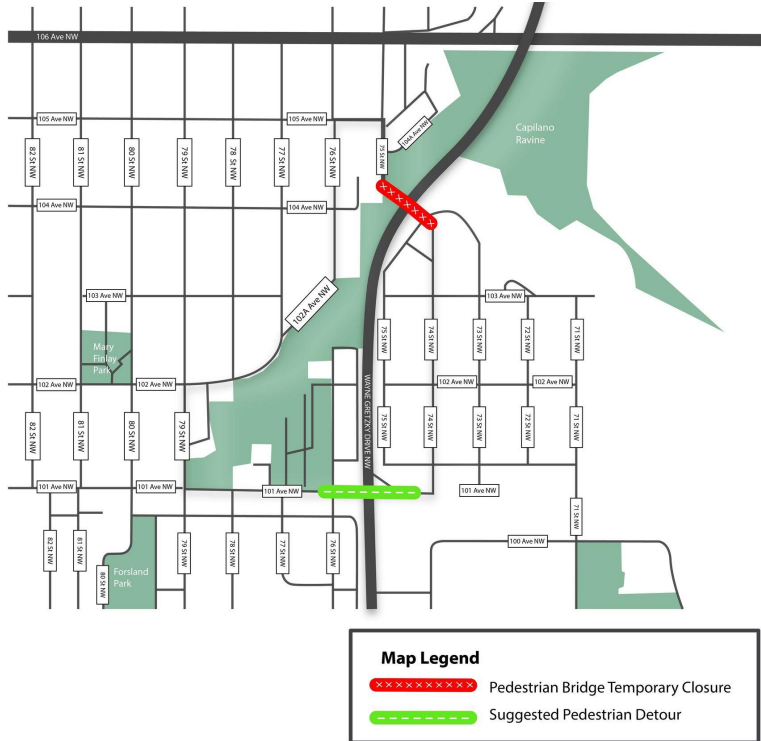 106 Ave NW
105 Ave NW
105 Ave NW
104A Ave NW
Capilano
Ravine
82 St NW
81 St NW
80 St NW
79 St NW
78 St NW
77 St NW
76 St NW
75 St NW
104 Ave NW
104 Ave NW
103 Ave NW
102A Ave NW
103 Ave NW
Mary
Finlay
Park
75 St NW
74 St NW
73 St NW
72 St NW
71 St NW
102 Ave NW
102 Ave NW
102 Ave NW
102 Ave NW
WAYNE GRETZKY DRIVE NW
82 St NW
81 St NW
80 St NW
79 St NW
75 St NW
74 St NW
73 St NW
72 St NW
71 St NW
101 Ave NW
101 Ave NW
101 Ave NW
101 Ave NW
71 St NW
82 St NW
81 St NW
80 St NW
79 St NW
78 St NW
77 St NW
76 St NW
100 Ave NW
Forsland
Park
Map Legend
Pedestrian Bridge Temporary Closure
Suggested Pedestrian Detour